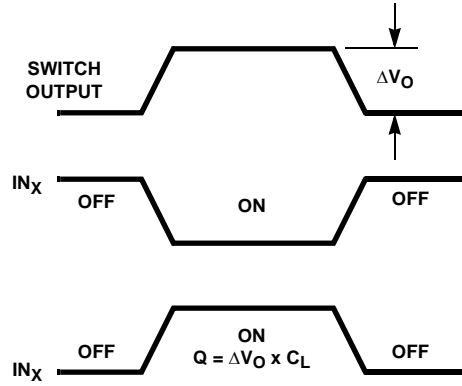 SWITCH
OUTPUT
ΔVO
INX
OFF
ON
OFF
INX
OFF
ON
Q = ΔVO x CL
OFF